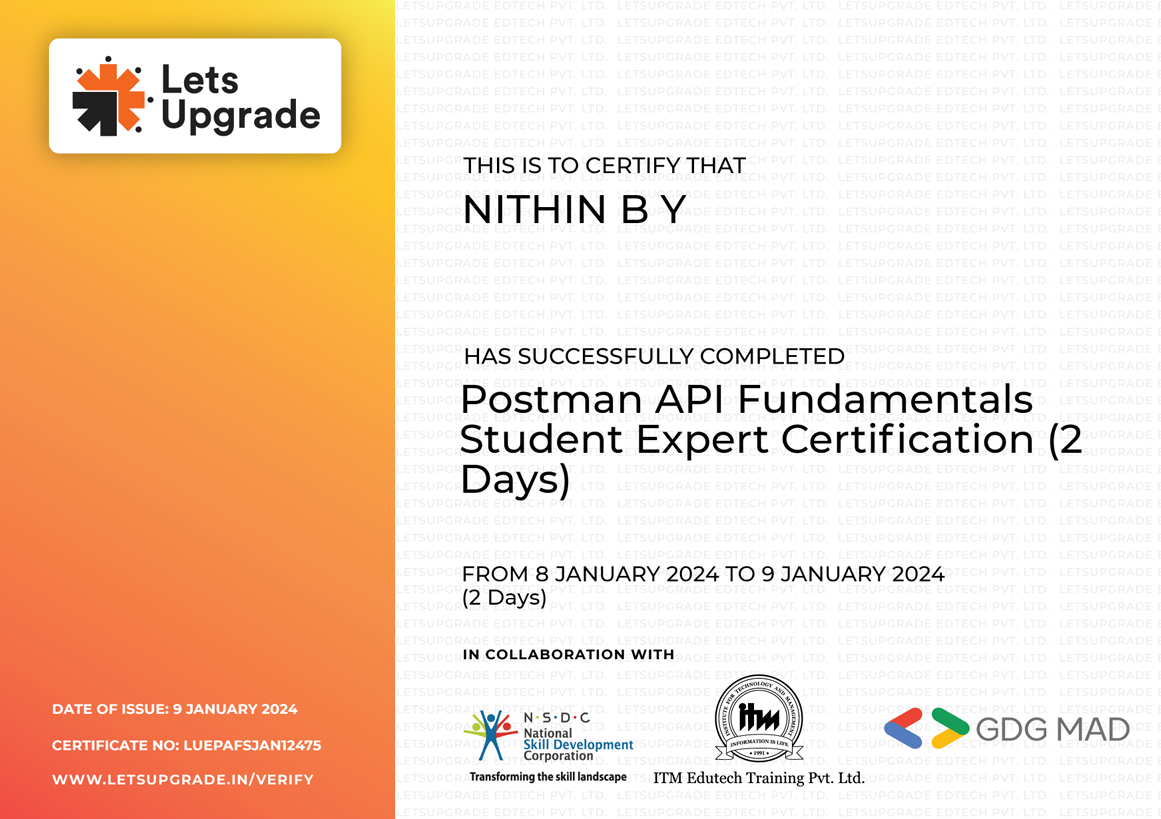 Lets
Upgrade
THIS IS TO CERTIFY THAT
NITHIN B Y
HAS SUCCESSFULLY COMPLETED
Postman API Fundamentals
Student Expert Certification (2
Days)
FROM 8 JANUARY 2024 TO 9 JANUARY 2024
(2 Days)
IN COLLABORATION WITH
N·S·D·C
National
Skill Development
Corporation
Transforming the skill landscape
INSTITUTE FOR TECHNOLOGY AND MANAGEMENT
itm
INFORMATION IS LIFE
1991
ITM Edutech Training Pvt. Ltd.
GDG MAD
DATE OF ISSUE: 9 JANUARY 2024
CERTIFICATE NO: LUEPAFSJAN12475
WWW.LETSUPGRADE.IN/VERIFY
LETSUPGRADE EDTECH PVT. LTD.